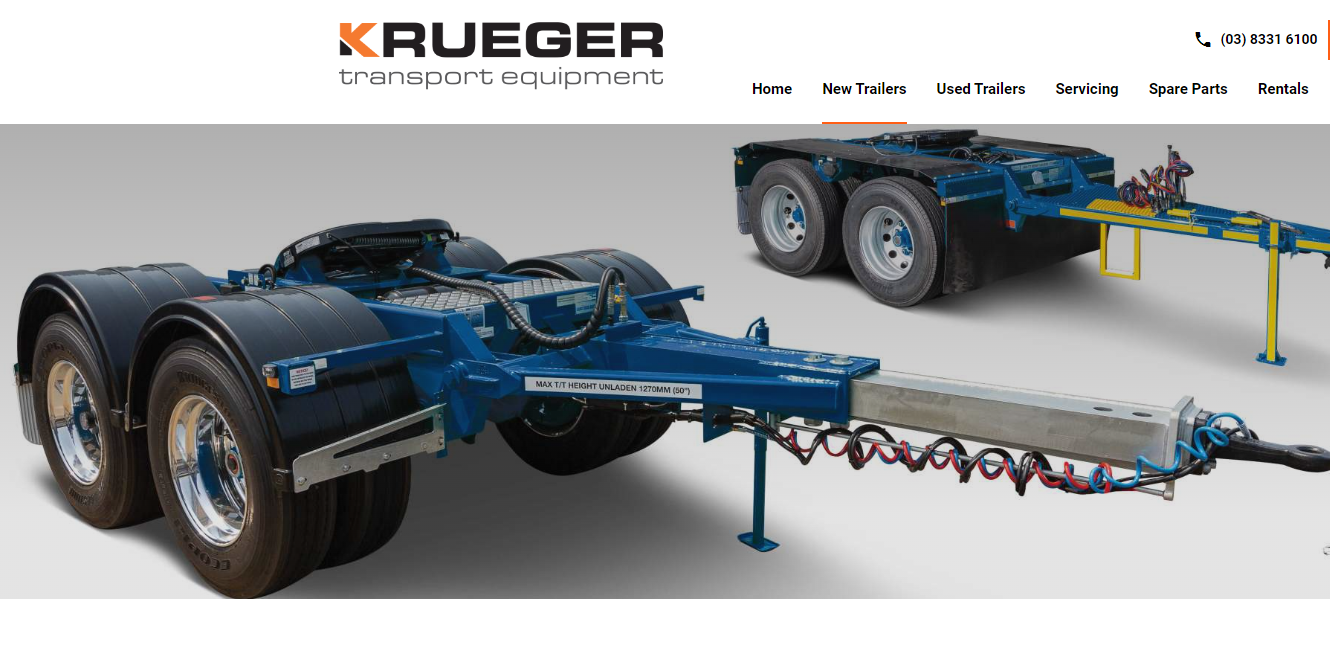 KRUEGER
transport equipment
(03) 8331 6100
Home New Trailers Used Trailers Servicing Spare Parts Rentals
MAX T/T HEIGHT UNLADEN 1270MM (50")